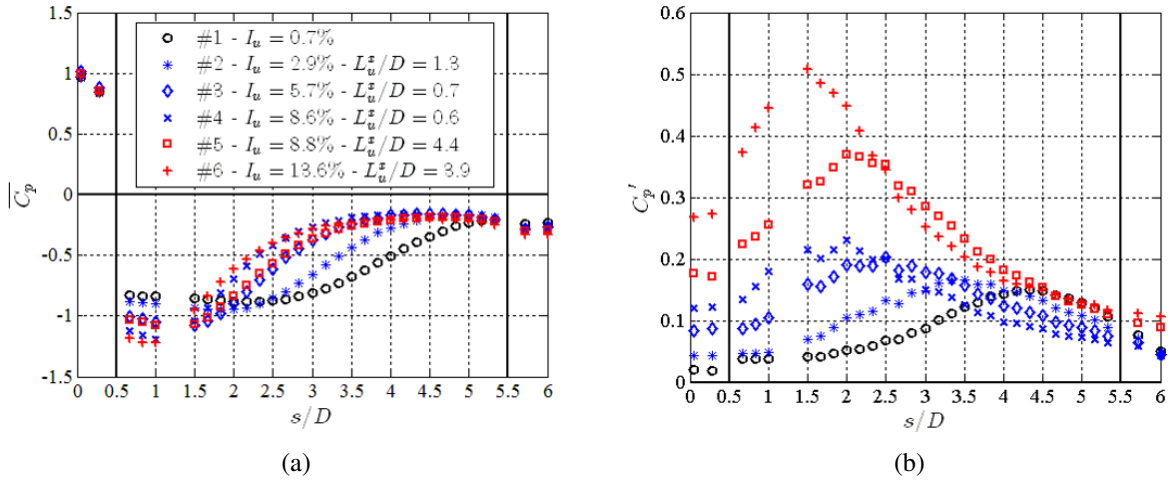 1.5
1
0.5
0
-0.5
-1
-1.5
C_p
#1 - I_u = 0.7%
#2 - I_u = 2.9% - L_u^x/D = 1.3
#3 - I_u = 5.7% - L_u^x/D = 0.7
#4 - I_u = 8.6% - L_u^x/D = 0.6
#5 - I_u = 8.8% - L_u^x/D = 4.4
#6 - I_u = 13.6% - L_u^x/D = 3.9
0 0.5 1 1.5 2 2.5 3 3.5 4 4.5 5 5.5 6
s/D
(a)
0.6
0.5
0.4
0.3
0.2
0.1
0
C_p'
0 0.5 1 1.5 2 2.5 3 3.5 4 4.5 5 5.5 6
s/D
(b)